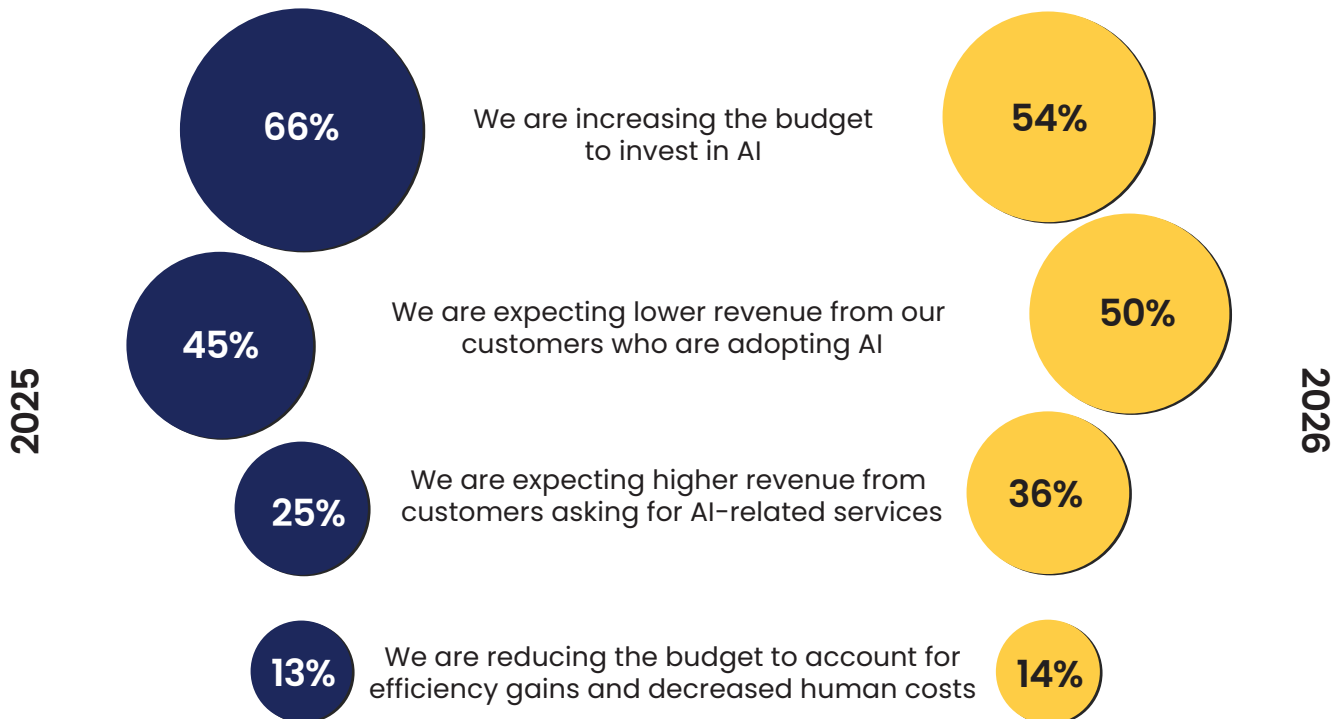 66%
We are increasing the budget
to invest in AI
54%
45%
We are expecting lower revenue from our
customers who are adopting AI
50%
2025
2026
25%
We are expecting higher revenue from
customers asking for AI-related services
36%
13%
We are reducing the budget to account for
efficiency gains and decreased human costs
14%